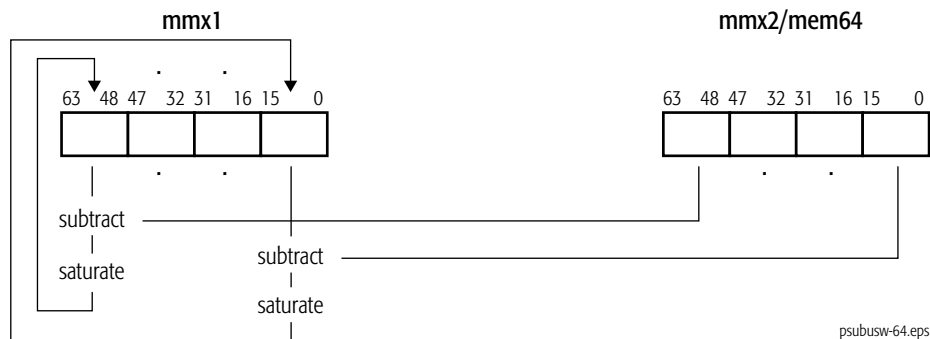 mmx1 mmx2/mem64
. .
63 48 47 32 31 16 15 0 63 48 47 32 31 16 15 0
. . . .
subtract
subtract
saturate
saturate
psubusw-64.eps